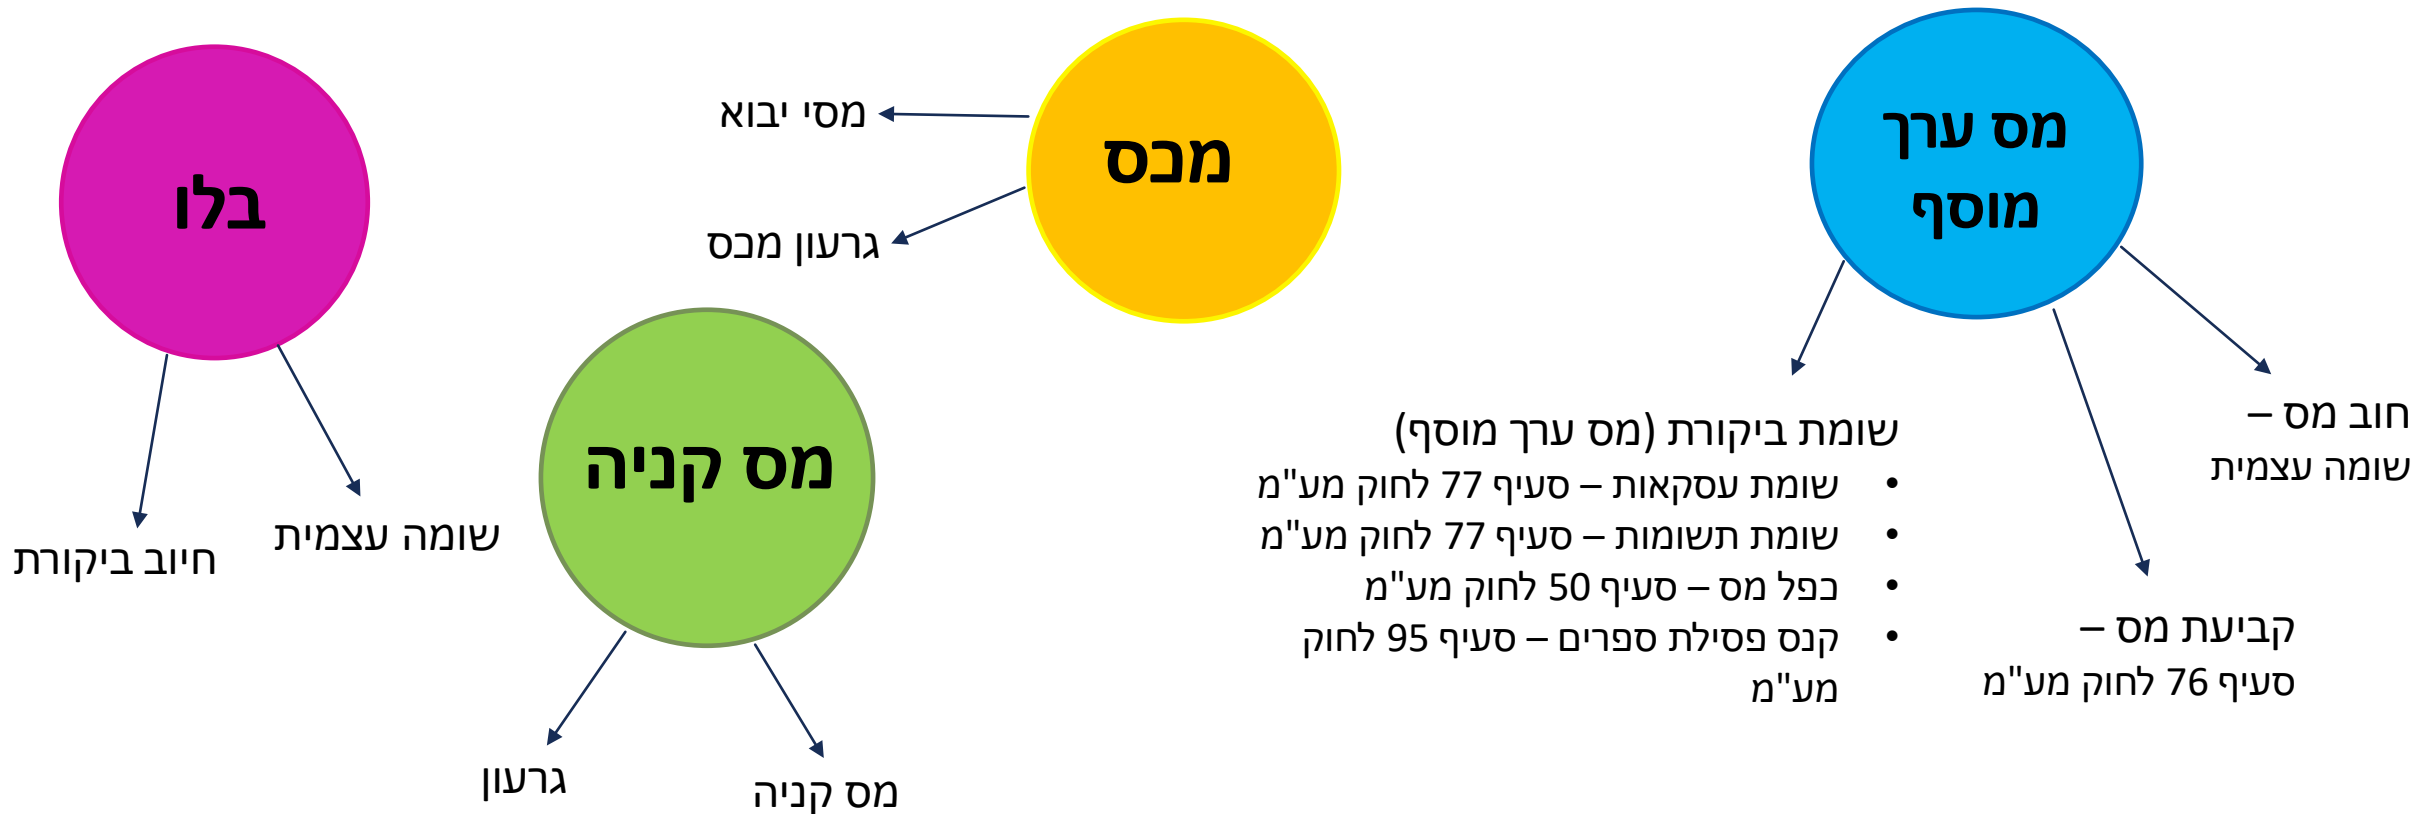 מס ערך
מוסף
חוב מס –
שומה עצמית
קביעת מס –
סעיף 76 לחוק מע"מ
שומת ביקורת (מס ערך מוסף)
• שומת עסקאות – סעיף 77 לחוק מע"מ
• שומת תשומות – סעיף 77 לחוק מע"מ
• כפל מס – סעיף 50 לחוק מע"מ
• קנס פסילת ספרים – סעיף 95 לחוק
מע"מ
מכס
מסי יבוא
גרעון מכס
מס קניה
מס קניה
גרעון
בלו
שומה עצמית
חיוב ביקורת